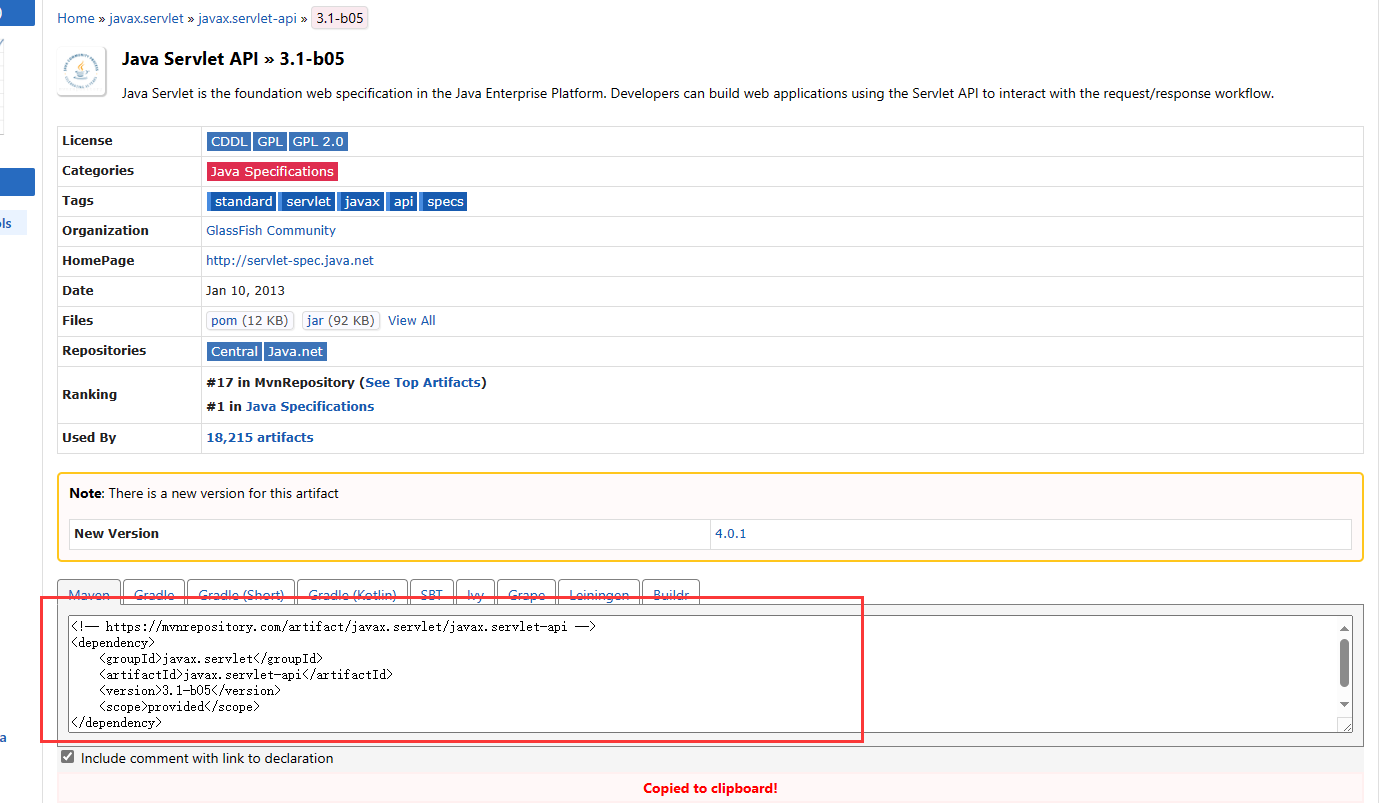 Home » javax.servlet » javax.servlet-api » 3.1-b05
Java Servlet API » 3.1-b05
Java Servlet is the foundation web specification in the Java Enterprise Platform. Developers can build web applications using the Servlet API to interact with the request/response workflow.
License CDDL GPL GPL 2.0
Categories Java Specifications
Tags standard servlet javax api specs
ols
Organization GlassFish Community
HomePage http://servlet-spec.java.net
Date Jan 10, 2013
Files pom (12 KB) jar (92 KB) View All
Repositories Central Java.net
Ranking #17 in MvnRepository (See Top Artifacts)
#1 in Java Specifications
Used By 18,215 artifacts
Note: There is a new version for this artifact
New Version 4.0.1
Maven Gradle Gradle (Short) Gradle (Kotlin) SBT Ivy Grape Leiningen Buildr
<!-- https://mvnrepository.com/artifact/javax.servlet/javax.servlet-api -->
<dependency>
    <groupId>javax.servlet</groupId>
    <artifactId>javax.servlet-api</artifactId>
    <version>3.1-b05</version>
    <scope>provided</scope>
</dependency>
a
Include comment with link to declaration
Copied to clipboard!